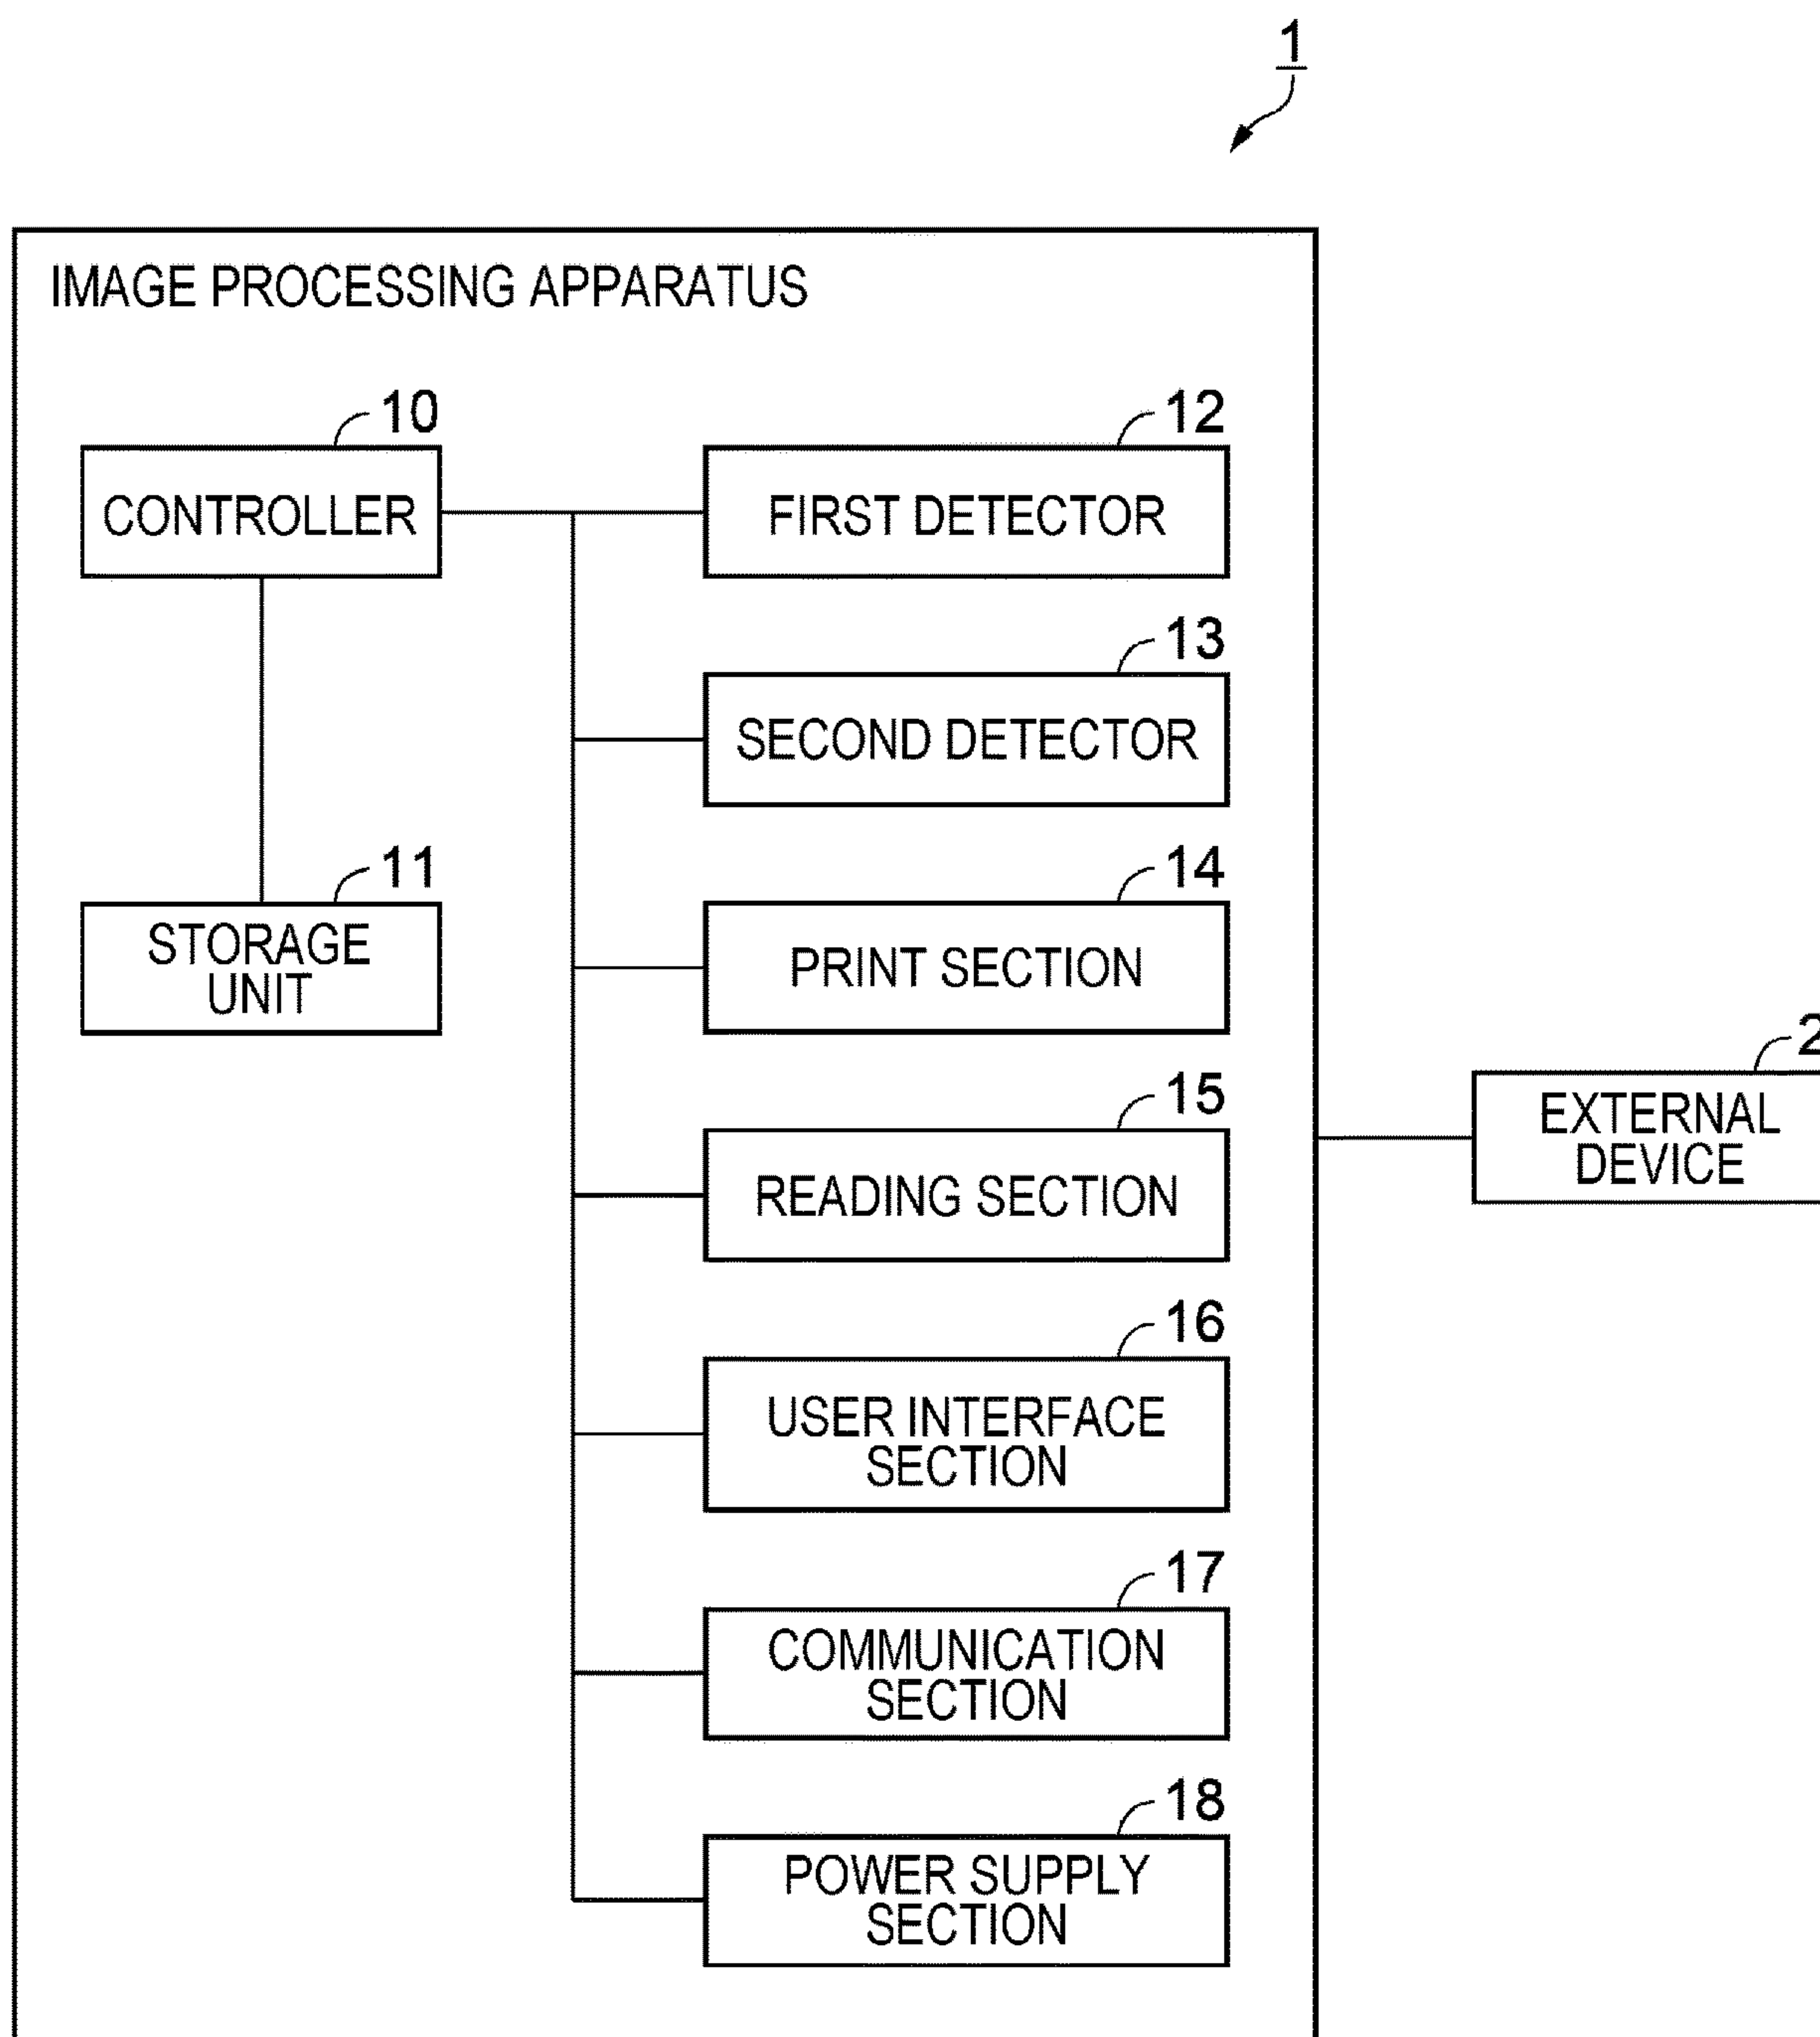 1
IMAGE PROCESSING APPARATUS
10
CONTROLLER
12
FIRST DETECTOR
13
SECOND DETECTOR
11
STORAGE
UNIT
14
PRINT SECTION
15
READING SECTION
2
EXTERNAL
DEVICE
16
USER INTERFACE
SECTION
17
COMMUNICATION
SECTION
18
POWER SUPPLY
SECTION